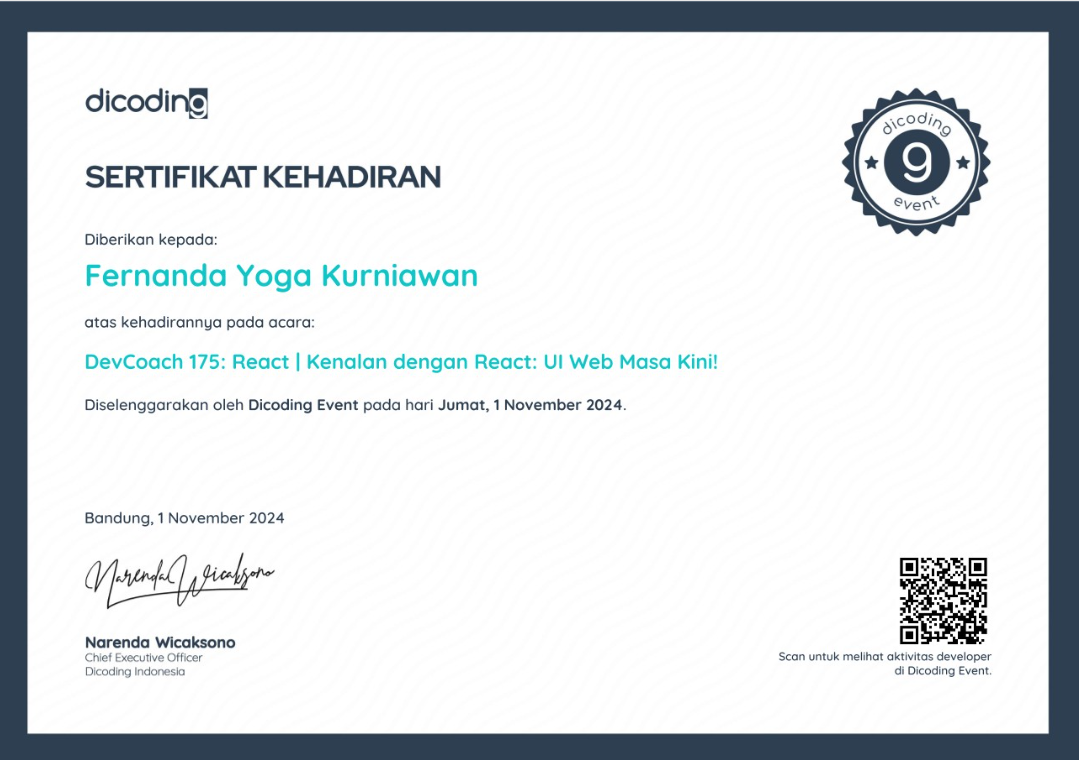 dicoding
SERTIFIKAT KEHADIRAN
dicoding
9
event
Diberikan kepada:
Fernanda Yoga Kurniawan
atas kehadirannya pada acara:
DevCoach 175: React | Kenalan dengan React: UI Web Masa Kini!
Diselenggarakan oleh Dicoding Event pada hari Jumat, 1 November 2024.
Bandung, 1 November 2024
Narenda Wicaksono
Narenda Wicaksono
Chief Executive Officer
Dicoding Indonesia
Scan untuk melihat aktivitas developer
di Dicoding Event.